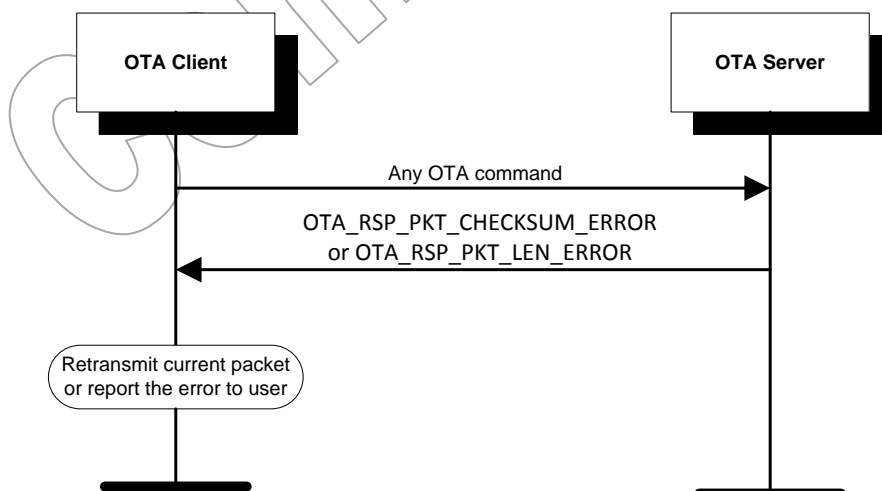 OTA Client
OTA Server
Any OTA command
OTA_RSP_PKT_CHECKSUM_ERROR
or OTA_RSP_PKT_LEN_ERROR
Retransmit current packet
or report the error to user